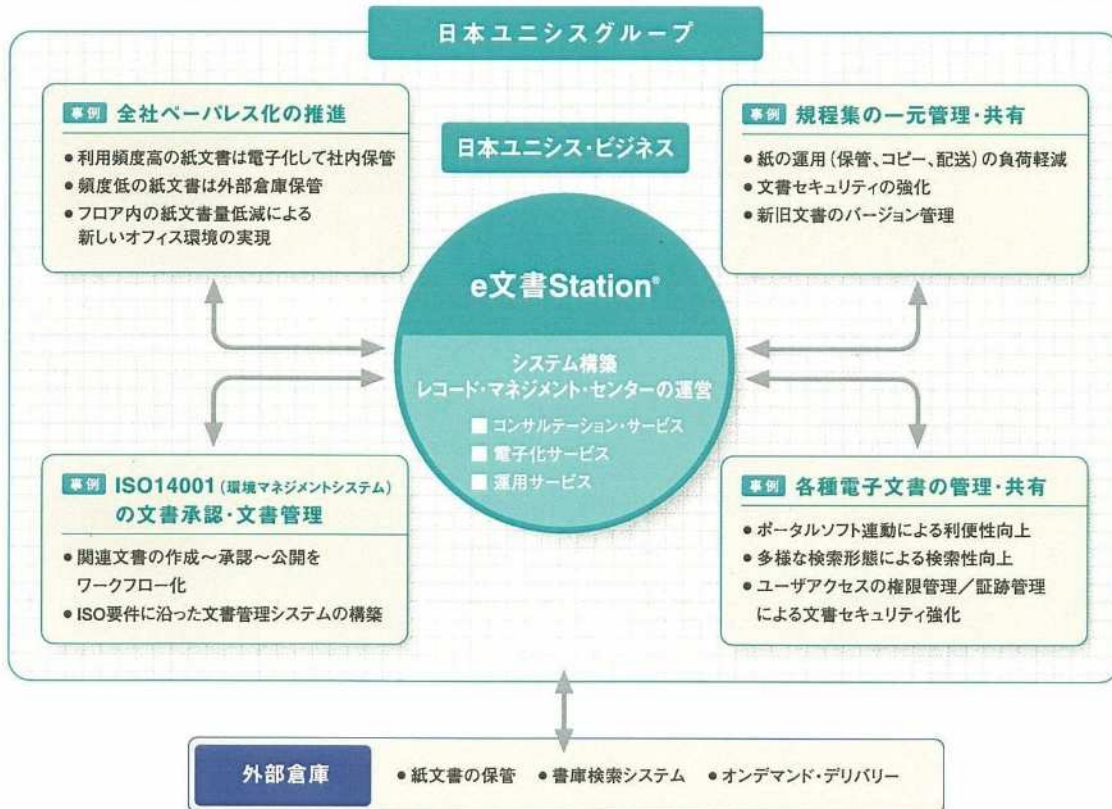 日本ユニシスグループ
事例 全社ペーパレス化の推進
●利用頻度高の紙文書は電子化して社内保管
●頻度低の紙文書は外部倉庫保管
●フロア内の紙文書量低減による
新しいオフィス環境の実現
日本ユニシス・ビジネス
事例 規程集の一元管理・共有
●紙の運用(保管、コピー、配送)の負荷軽減
●文書セキュリティの強化
●新旧文書のバージョン管理
e文書Station®
システム構築
レコード・マネジメント・センターの運営
■ コンサルテーション・サービス
■ 電子化サービス
■ 運用サービス
事例 ISO14001(環境マネジメントシステム)
の文書承認・文書管理
●関連文書の作成～承認～公開を
ワークフロー化
●ISO要件に沿った文書管理システムの構築
事例 各種電子文書の管理・共有
●ポータルソフト連動による利便性向上
●多様な検索形態による検索性向上
●ユーザアクセスの権限管理／証跡管理
による文書セキュリティ強化
外部倉庫
●紙文書の保管 ●書庫検索システム ●オンデマンド・デリバリー